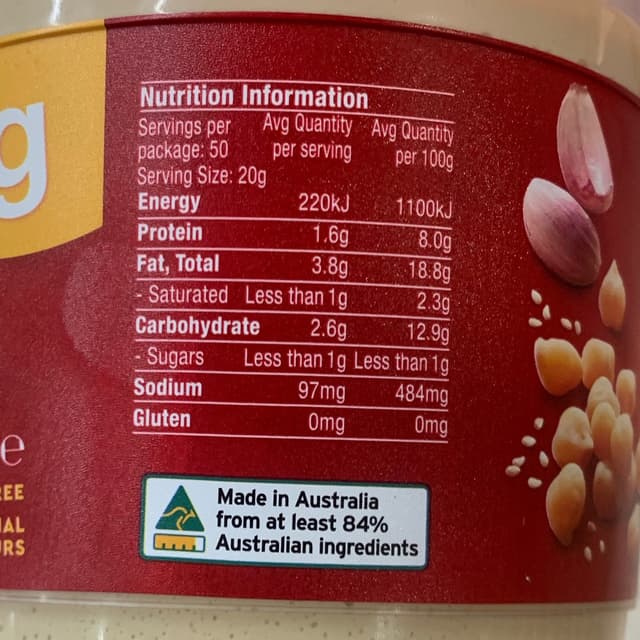 g
Nutrition Information
Servings per Avg Quantity Avg Quantity
package: 50 per serving per 100g
Serving Size: 20g
Energy 220kJ 1100kJ
Protein 1.6g 8.0g
Fat, Total 3.8g 18.8g
- Saturated Less than 1g 2.3g
Carbohydrate 2.6g 12.9g
- Sugars Less than 1g Less than 1g
Sodium 97mg 484mg
Gluten 0mg 0mg
e
REE
IAL
URS
Made in Australia
from at least 84%
Australian ingredients